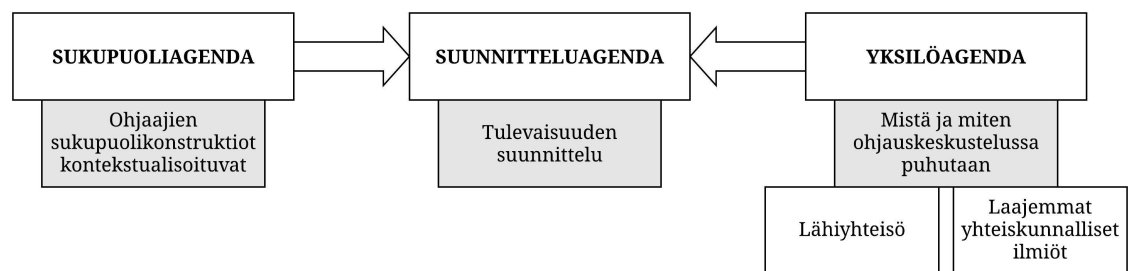 SUKUPUOLIAGENDA
SUUNNITTELUAGENDA
YKSILÖAGENDA
Ohjaajien
sukupuolikonstruktiot
kontekstualisoituvat
Tulevaisuuden
suunnittelu
Mistä ja miten
ohjauskeskustelussa
puhutaan
Lähiyhteisö
Laajemmat
yhteiskunnalliset
ilmiöt